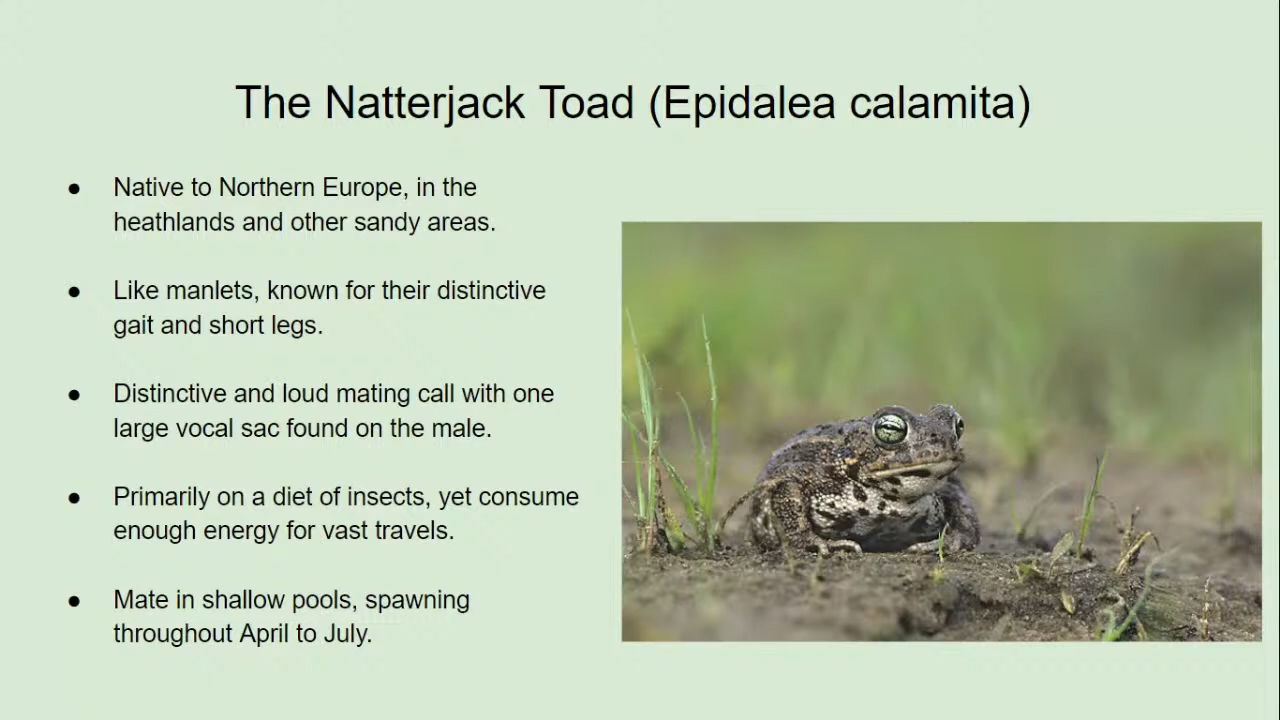 The Natterjack Toad (Epidalea calamita)
● Native to Northern Europe, in the
heathlands and other sandy areas.
● Like manlets, known for their distinctive
gait and short legs.
● Distinctive and loud mating call with one
large vocal sac found on the male.
● Primarily on a diet of insects, yet consume
enough energy for vast travels.
● Mate in shallow pools, spawning
throughout April to July.